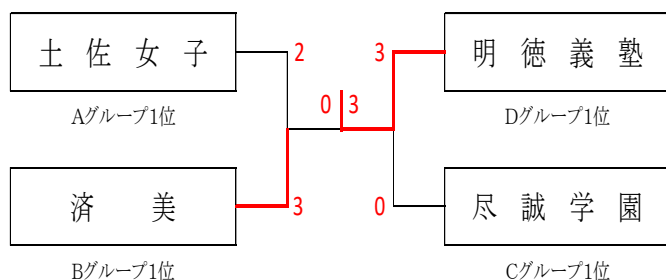 土佐女子 2 3 明徳義塾
Aグループ1位 0 3 Dグループ1位
済美 3 0 尽誠学園
Bグループ1位 Cグループ1位